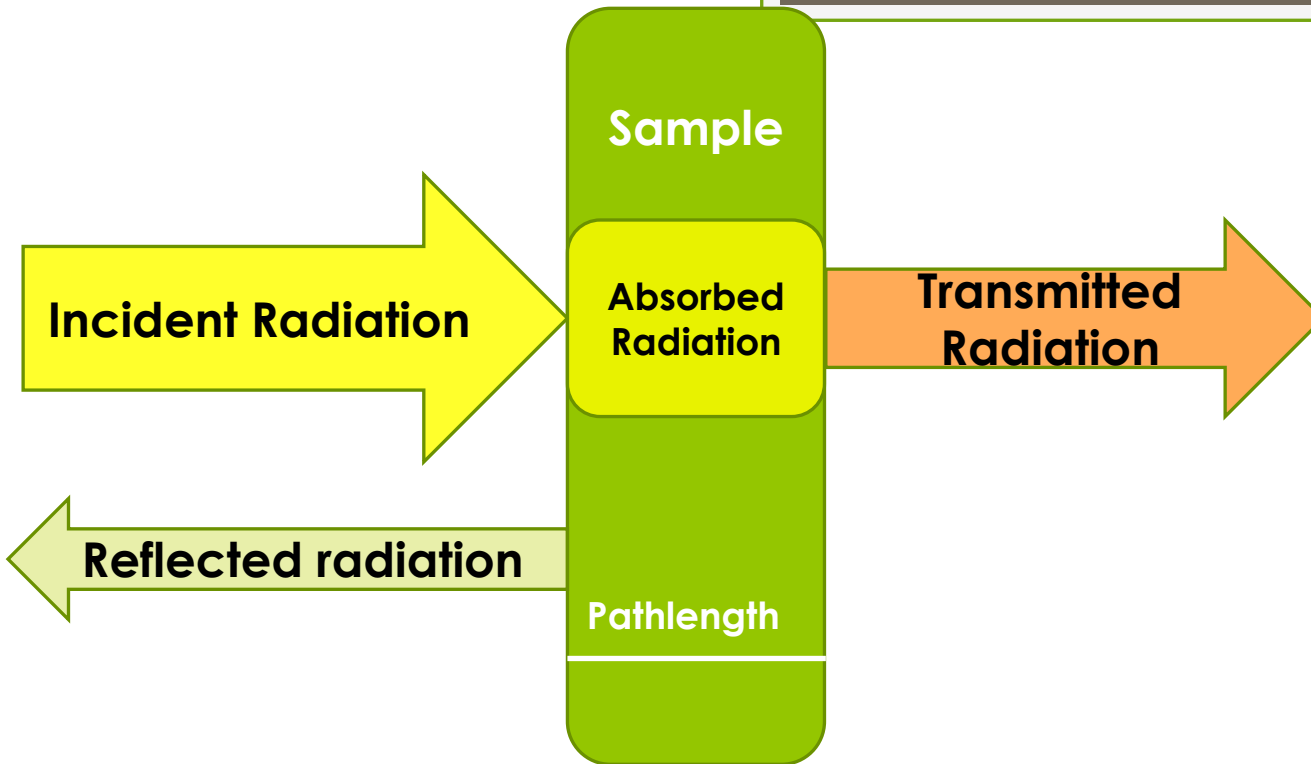 Sample
Incident Radiation
Absorbed
Radiation
Transmitted
Radiation
Reflected radiation
Pathlength